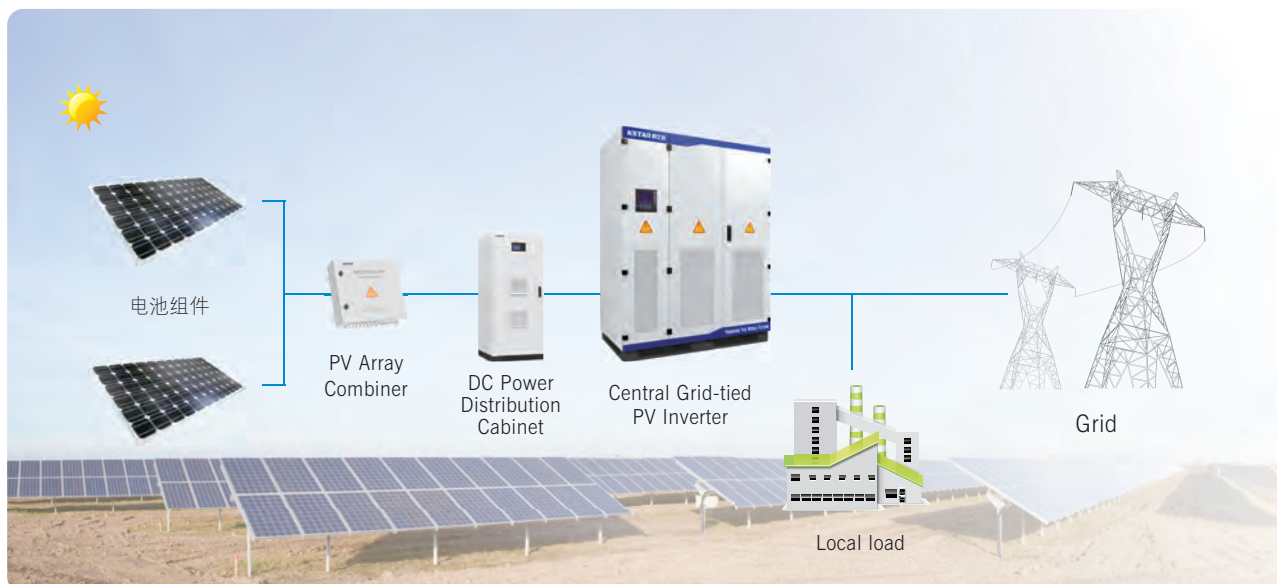 KSTAR
电池组件
PV Array
Combiner
DC Power
Distribution
Cabinet
Central Grid-tied
PV Inverter
Local load
Grid